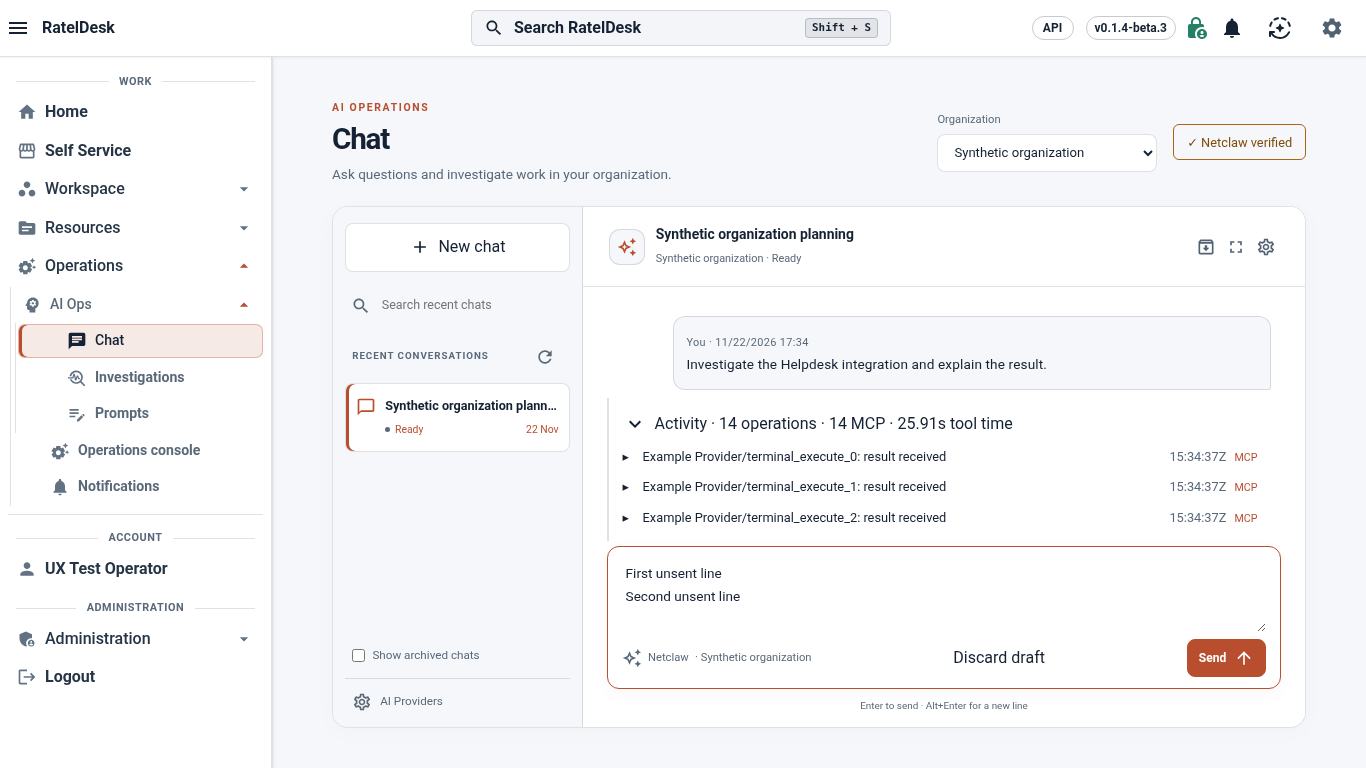 RatelDesk
Search RatelDesk
Shift + S
API
v0.1.4-beta.3
WORK
Home
Self Service
Workspace
Resources
Operations
AI Ops
Chat
Investigations
Prompts
Operations console
Notifications
ACCOUNT
UX Test Operator
ADMINISTRATION
Administration
Logout
AI OPERATIONS
Chat
Ask questions and investigate work in your organization.
Organization
Synthetic organization
✓ Netclaw verified
New chat
Search recent chats
RECENT CONVERSATIONS
Synthetic organization plann...
Ready
22 Nov
Show archived chats
AI Providers
Synthetic organization planning
Synthetic organization · Ready
You · 11/22/2026 17:34
Investigate the Helpdesk integration and explain the result.
Activity · 14 operations · 14 MCP · 25.91s tool time
Example Provider/terminal_execute_0: result received 15:34:37Z MCP
Example Provider/terminal_execute_1: result received 15:34:37Z MCP
Example Provider/terminal_execute_2: result received 15:34:37Z MCP
First unsent line
Second unsent line
Netclaw · Synthetic organization
Discard draft
Send
Enter to send · Alt+Enter for a new line